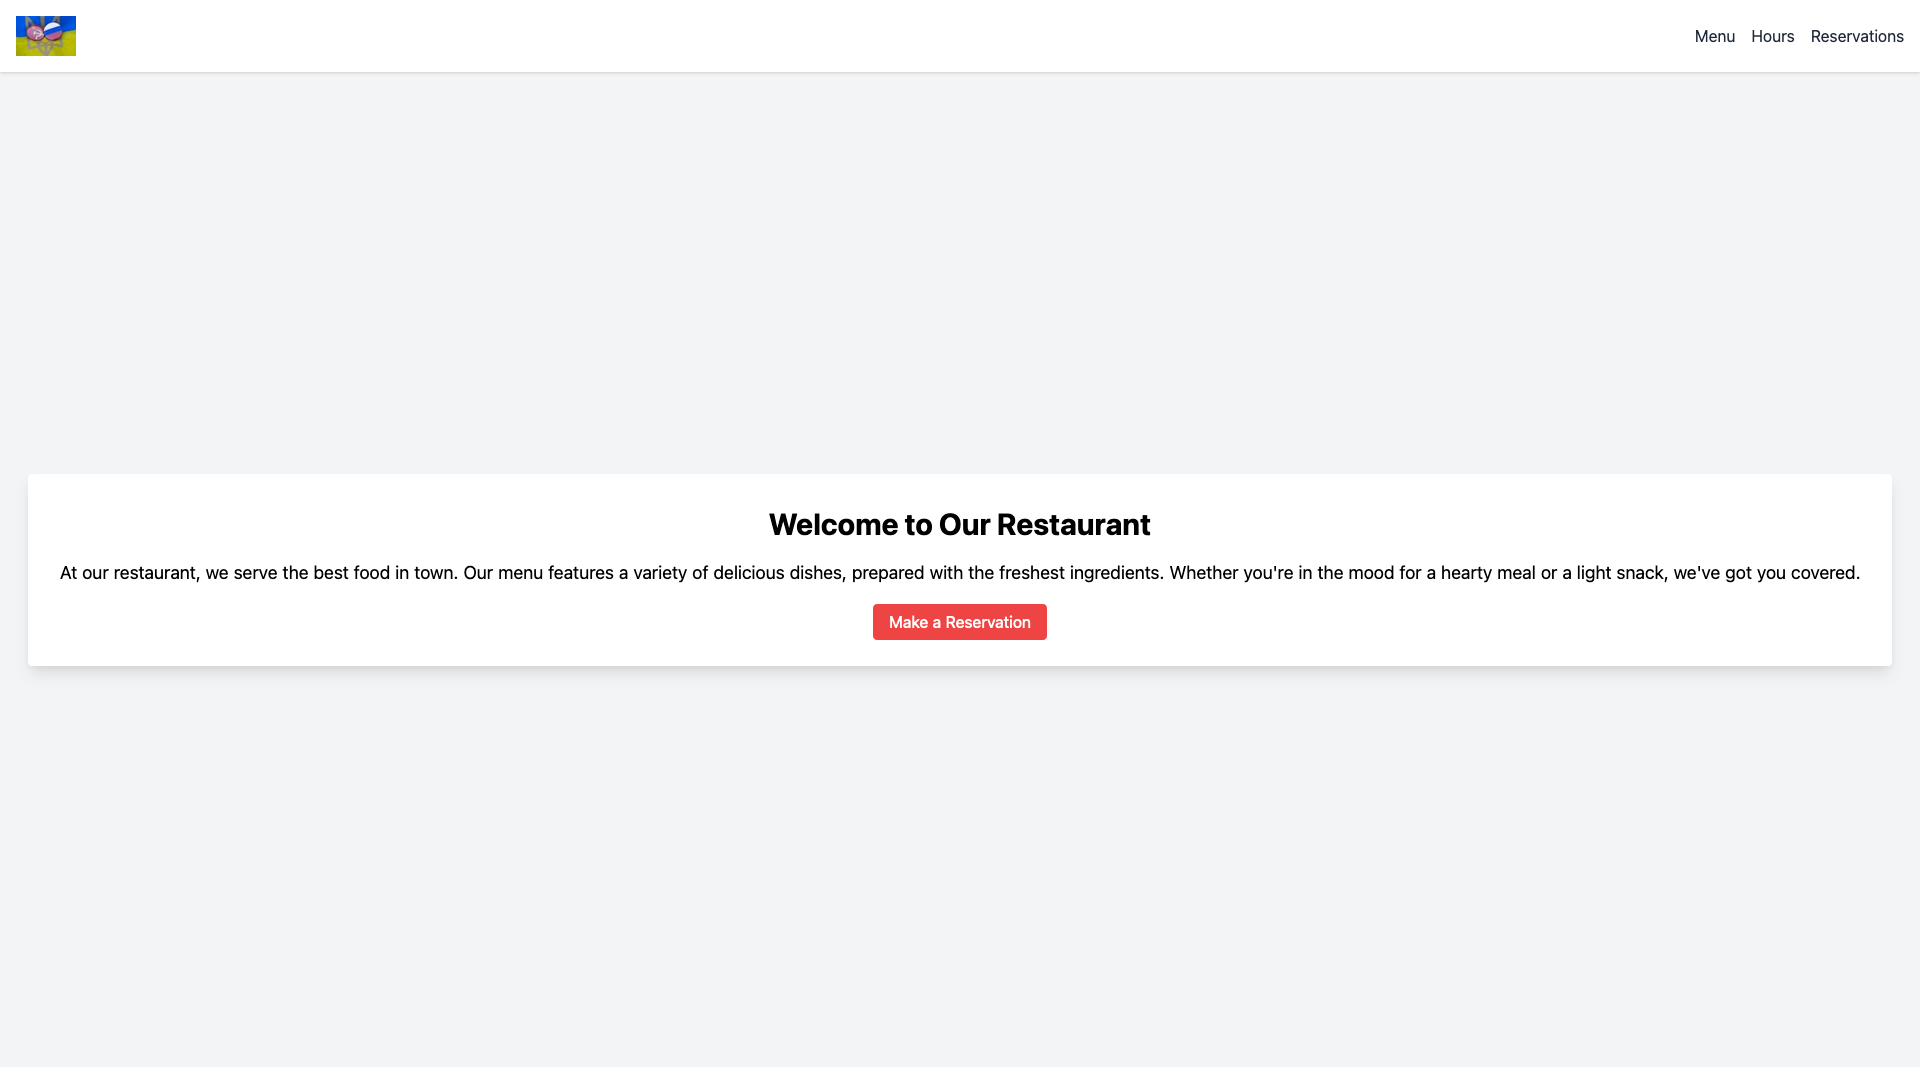 Menu Hours Reservations
Welcome to Our Restaurant
At our restaurant, we serve the best food in town. Our menu features a variety of delicious dishes, prepared with the freshest ingredients. Whether you're in the mood for a hearty meal or a light snack, we've got you covered.
Make a Reservation